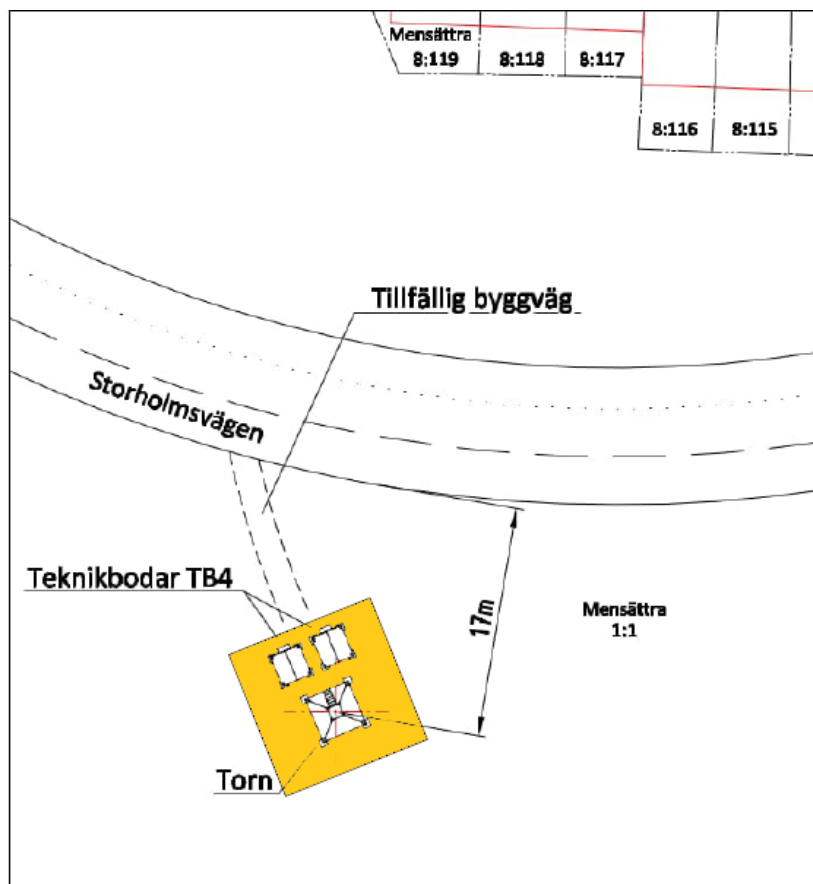 Mensättra
8:119
8:118
8:117
8:116
8:115
Tillfällig byggväg
Storholmsvägen
Teknikbodar TB4
17m
Mensättra
1:1
Torn